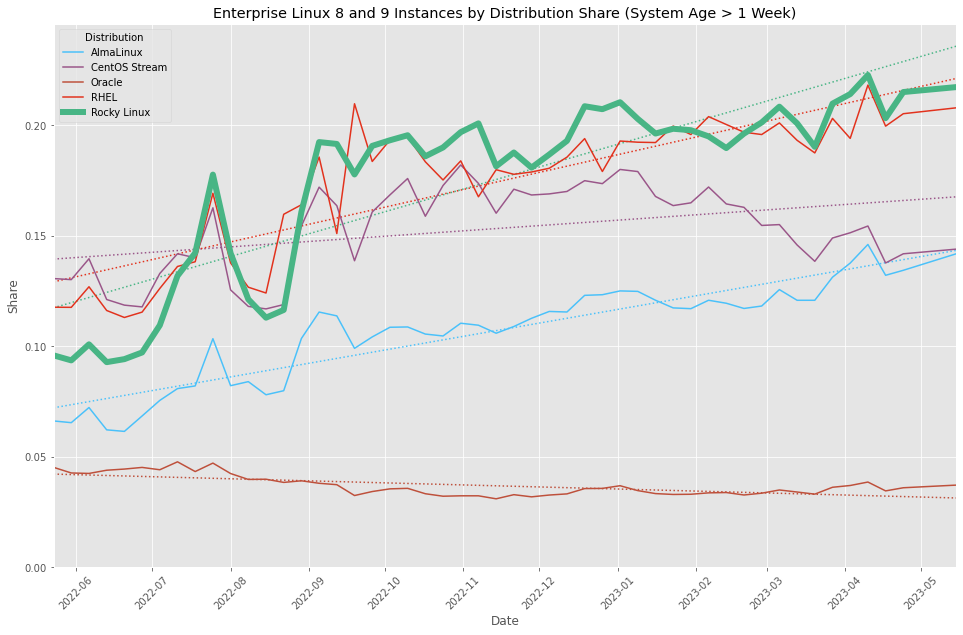 Enterprise Linux 8 and 9 Instances by Distribution Share (System Age > 1 Week)
Distribution
AlmaLinux
CentOS Stream
Oracle
RHEL
Rocky Linux
Share
0.20
0.15
0.10
0.05
0.00
2022-06
2022-07
2022-08
2022-09
2022-10
2022-11
2022-12
2023-01
2023-02
2023-03
2023-04
2023-05
Date